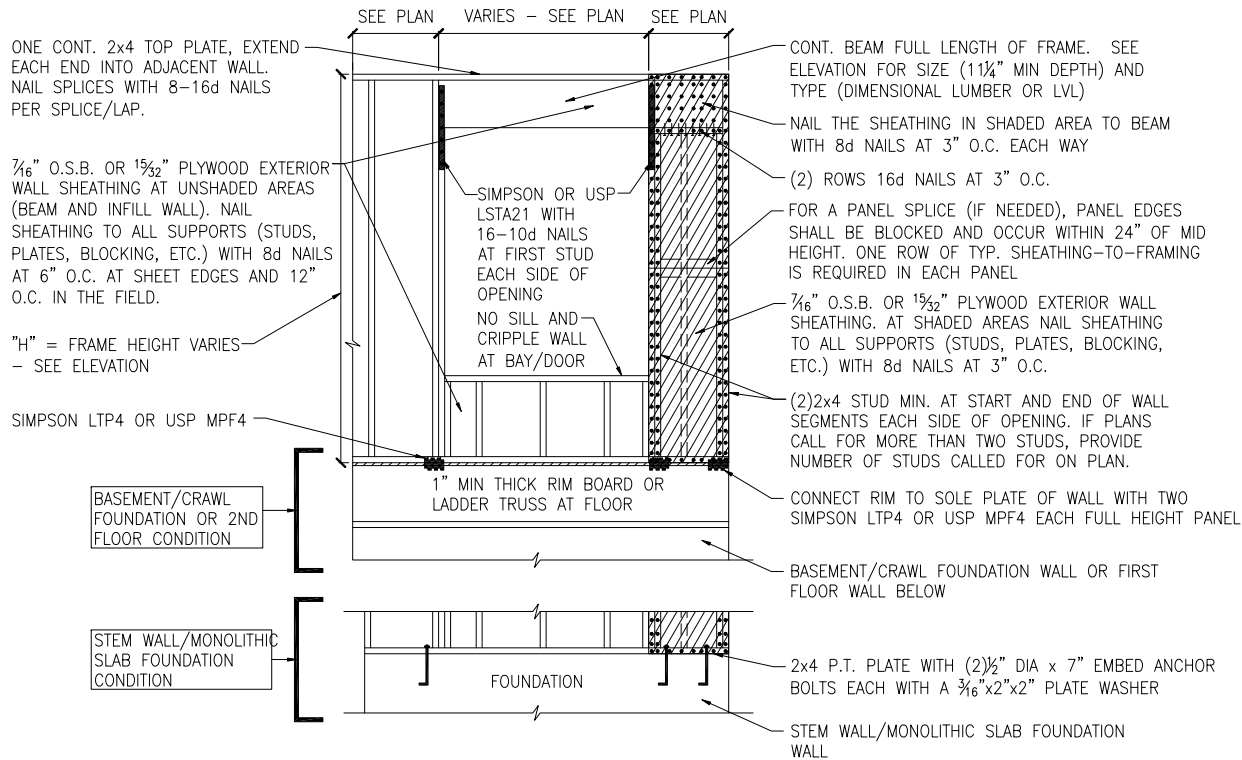 SEE PLAN
VARIES - SEE PLAN
SEE PLAN
ONE CONT. 2x4 TOP PLATE, EXTEND
EACH END INTO ADJACENT WALL.
NAIL SPLICES WITH 8-16d NAILS
PER SPLICE/LAP.
7/16" O.S.B. OR 15/32" PLYWOOD EXTERIOR
WALL SHEATHING AT UNSHADED AREAS
(BEAM AND INFILL WALL). NAIL
SHEATHING TO ALL SUPPORTS (STUDS,
PLATES, BLOCKING, ETC.) WITH 8d NAILS
AT 6" O.C. AT SHEET EDGES AND 12"
O.C. IN THE FIELD.
"H" = FRAME HEIGHT VARIES
- SEE ELEVATION
SIMPSON LTP4 OR USP MPF4
BASEMENT/CRAWL
FOUNDATION OR 2ND
FLOOR CONDITION
STEM WALL/MONOLITHIC
SLAB FOUNDATION
CONDITION
SIMPSON OR USP
LSTA21 WITH
16-10d NAILS
AT FIRST STUD
EACH SIDE OF
OPENING
NO SILL AND
CRIPPLE WALL
AT BAY/DOOR
1" MIN THICK RIM BOARD OR
LADDER TRUSS AT FLOOR
FOUNDATION
CONT. BEAM FULL LENGTH OF FRAME. SEE
ELEVATION FOR SIZE (11¼" MIN DEPTH) AND
TYPE (DIMENSIONAL LUMBER OR LVL)
NAIL THE SHEATHING IN SHADED AREA TO BEAM
WITH 8d NAILS AT 3" O.C. EACH WAY
(2) ROWS 16d NAILS AT 3" O.C.
FOR A PANEL SPLICE (IF NEEDED), PANEL EDGES
SHALL BE BLOCKED AND OCCUR WITHIN 24" OF MID
HEIGHT. ONE ROW OF TYP. SHEATHING-TO-FRAMING
IS REQUIRED IN EACH PANEL
7/16" O.S.B. OR 15/32" PLYWOOD EXTERIOR WALL
SHEATHING. AT SHADED AREAS NAIL SHEATHING
TO ALL SUPPORTS (STUDS, PLATES, BLOCKING,
ETC.) WITH 8d NAILS AT 3" O.C.
(2)2x4 STUD MIN. AT START AND END OF WALL
SEGMENTS EACH SIDE OF OPENING. IF PLANS
CALL FOR MORE THAN TWO STUDS, PROVIDE
NUMBER OF STUDS CALLED FOR ON PLAN.
CONNECT RIM TO SOLE PLATE OF WALL WITH TWO
SIMPSON LTP4 OR USP MPF4 EACH FULL HEIGHT PANEL
BASEMENT/CRAWL FOUNDATION WALL OR FIRST
FLOOR WALL BELOW
2x4 P.T. PLATE WITH (2)½" DIA x 7" EMBED ANCHOR
BOLTS EACH WITH A 3/16"x2"x2" PLATE WASHER
STEM WALL/MONOLITHIC SLAB FOUNDATION
WALL